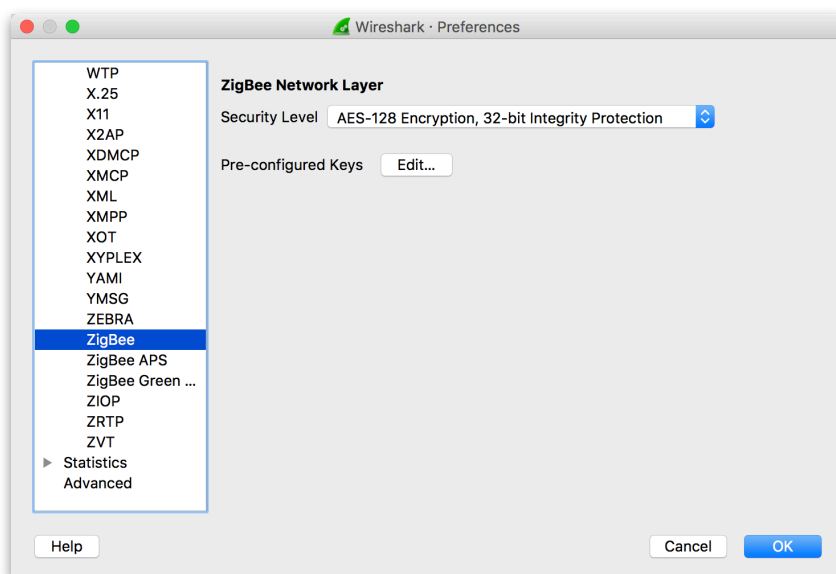 Wireshark · Preferences
WTP
X.25
X11
X2AP
XDMCP
XMCP
XML
XMPP
XOT
XYPLEX
YAMI
YMSG
ZEBRA
ZigBee
ZigBee APS
ZigBee Green ...
ZIOP
ZRTP
ZVT
Statistics
Advanced
ZigBee Network Layer
Security Level AES-128 Encryption, 32-bit Integrity Protection
Pre-configured Keys Edit...
Help Cancel OK